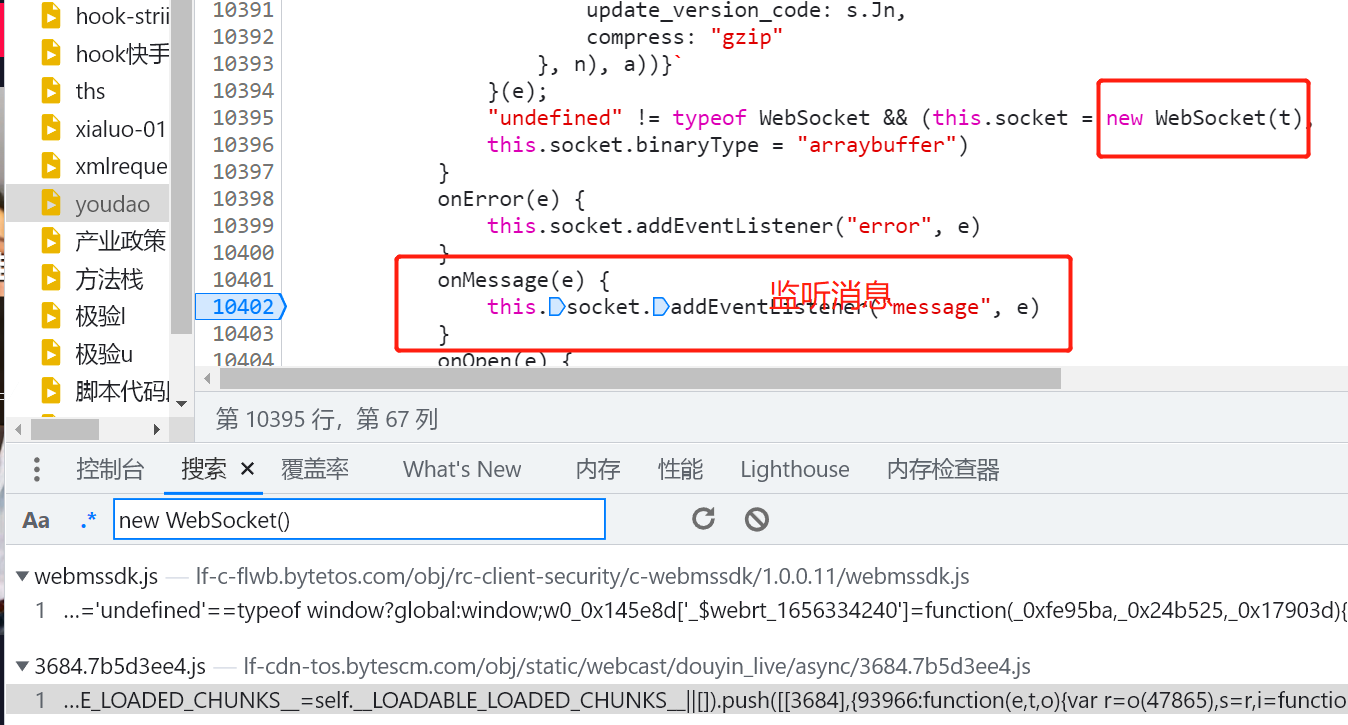 hook-strii
hook快手
ths
xialuo-01
xmlreque
youdao
产业政策
方法栈
极验l
极验u
脚本代码
10391 update_version_code: s.Jn,
10392 compress: "gzip"
10393 }, n), a))}`
10394 }(e);
10395 "undefined" != typeof WebSocket && (this.socket = new WebSocket(t),
10396 this.socket.binaryType = "arraybuffer")
10397 }
10398 onError(e) {
10399 this.socket.addEventListener("error", e)
10400 }
10401 onMessage(e) {
监听消息
10402 this.socket.addEventListener("message", e)
10403 }
10404 onOpen(e) {
第 10395 行，第 67 列
控制台 搜索 × 覆盖率 What's New 内存 性能 Lighthouse 内存检查器
Aa .* new WebSocket()
webmssdk.js — lf-c-flwb.bytetos.com/obj/rc-client-security/c-webmssdk/1.0.0.11/webmssdk.js
1 …='undefined'==typeof window?global:window;w0_0x145e8d['_$webrt_1656334240']=function(_0xfe95ba,_0x24b525,_0x17903d){
3684.7b5d3ee4.js — lf-cdn-tos.bytescm.com/obj/static/webcast/douyin_live/async/3684.7b5d3ee4.js
1 …E_LOADED_CHUNKS__=self.__LOADABLE_LOADED_CHUNKS__||[]).push([[3684],{93966:function(e,t,o){var r=o(47865),s=r,i=functio